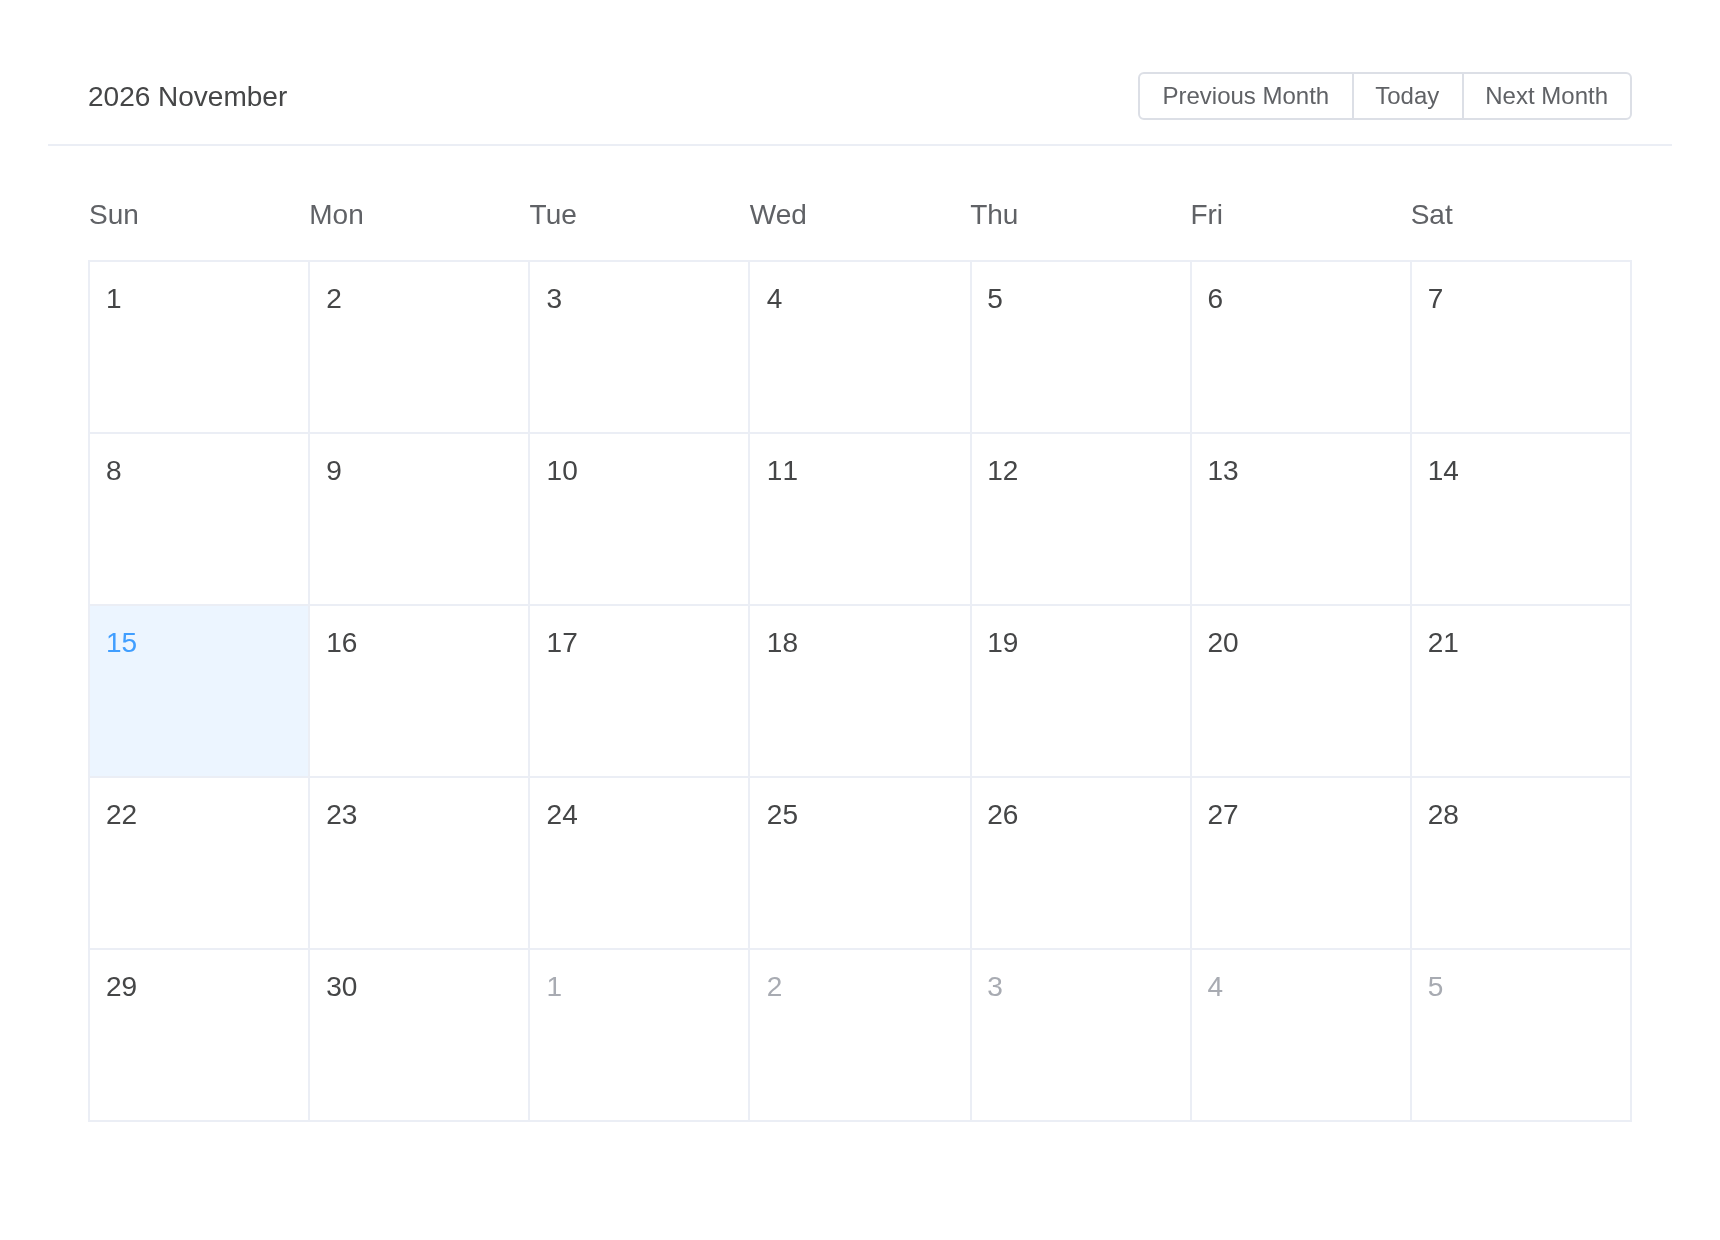 2026 November Previous Month Today Next Month
Sun Mon Tue Wed Thu Fri Sat
1 2 3 4 5 6 7
8 9 10 11 12 13 14
15 16 17 18 19 20 21
22 23 24 25 26 27 28
29 30 1 2 3 4 5